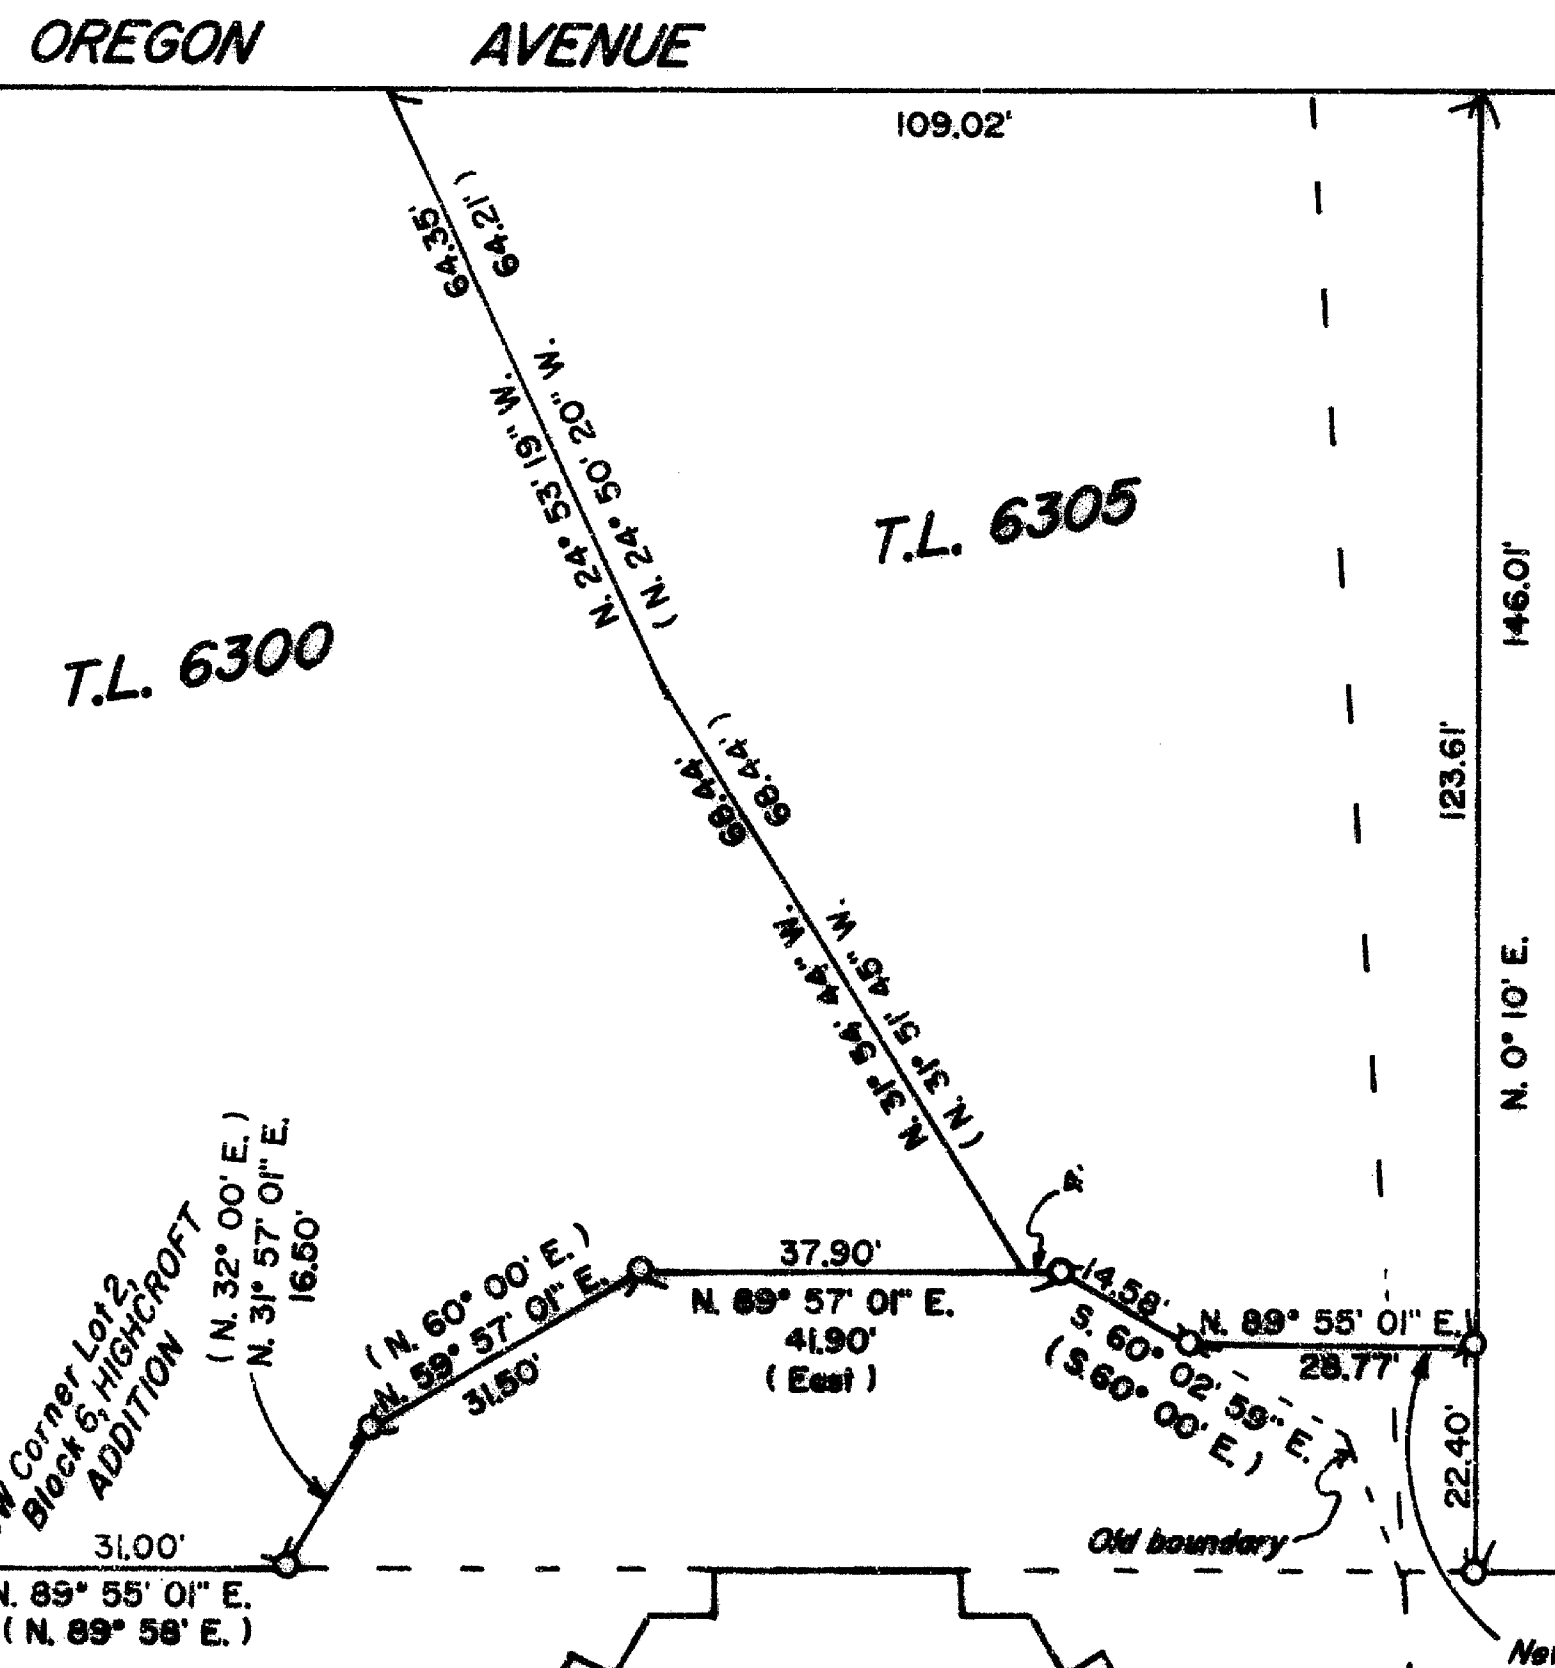 OREGON AVENUE
109.02'
64.35'
( 64.21' )
N. 24° 53' 19" W.
( N. 24° 50' 20" W.
T.L. 6305
T.L. 6300
146.01'
123.61'
N. 0° 10' E.
68.44'
( 68.44' )
N. 31° 54' 44" W.
( N. 31° 51' 45" W.
( N. 32° 00' E. )
N. 31° 57' 01" E.
16.50'
Corner Lot 2,
Block 6, HIGHCROFT
ADDITION
( N. 60° 00' E. )
N. 59° 57' 01" E.
31.50'
37.90'
N. 89° 57' 01" E.
41.90'
( East )
14.58'
S. 60° 02' 59" E.
( S. 60° 00' E. )
N. 89° 55' 01" E.
28.77'
22.40'
Old boundary
31.00'
N. 89° 55' 01" E.
( N. 89° 58' E. )